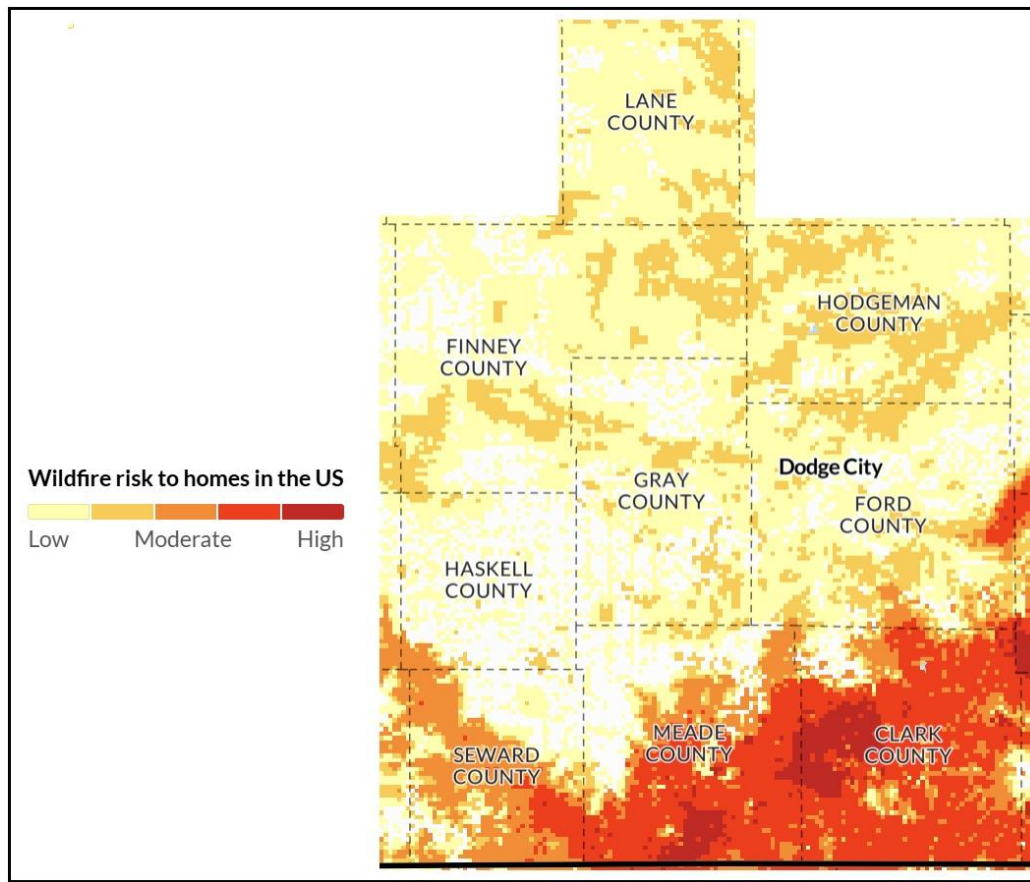 LANE
COUNTY
HODGEMAN
COUNTY
FINNEY
COUNTY
Dodge City
Wildfire risk to homes in the US
Low Moderate High
GRAY
COUNTY
FORD
COUNTY
HASKELL
COUNTY
MEADE
COUNTY
CLARK
COUNTY
SEWARD
COUNTY